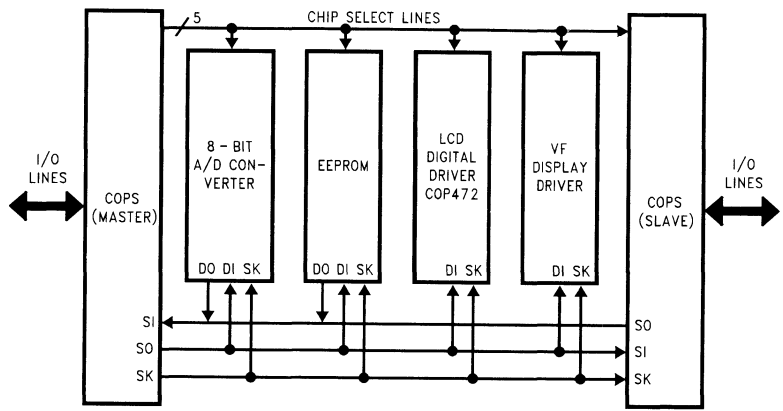 5
CHIP SELECT LINES
I/O
LINES
COPS
(MASTER)
8-BIT
A/D CON-
VERTER
DO DI SK
EEPROM
DO DI SK
LCD
DIGITAL
DRIVER
COP472
DI SK
VF
DISPLAY
DRIVER
DI SK
COPS
(SLAVE)
I/O
LINES
SI
SO
SK
SO
SI
SK